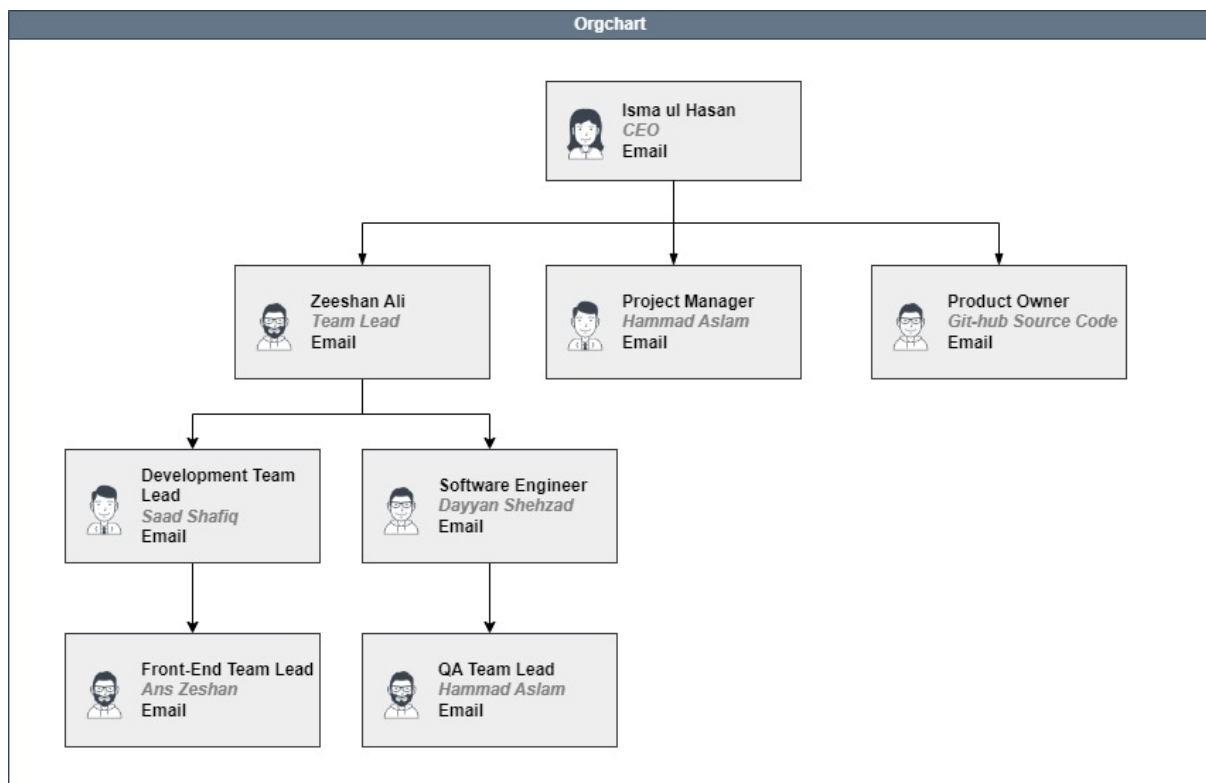 Orgchart
Isma ul Hasan
CEO
Email
Zeeshan Ali
Team Lead
Email
Project Manager
Hammad Aslam
Email
Product Owner
Git-hub Source Code
Email
Development Team
Lead
Saad Shafiq
Email
Software Engineer
Dayyan Shehzad
Email
Front-End Team Lead
Ans Zeshan
Email
QA Team Lead
Hammad Aslam
Email